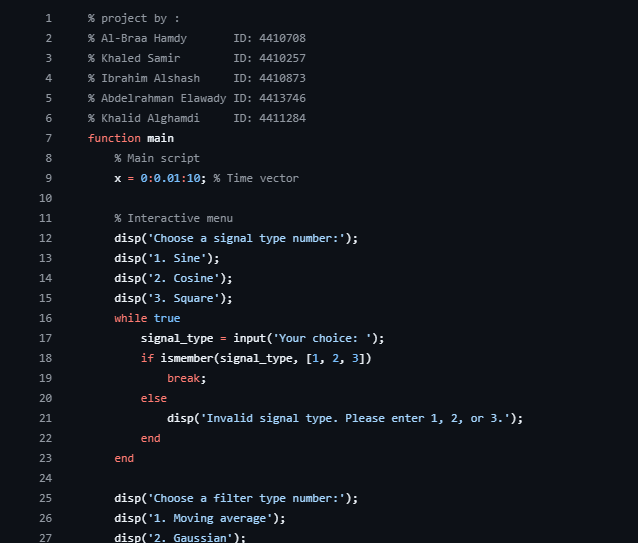 1 % project by :
2 % Al-Braa Hamdy       ID: 4410708
3 % Khaled Samir        ID: 4410257
4 % Ibrahim Alshash     ID: 4410873
5 % Abdelrahman Elawady ID: 4413746
6 % Khalid Alghamdi     ID: 4411284
7 function main
8     % Main script
9     x = 0:0.01:10; % Time vector
10
11     % Interactive menu
12     disp('Choose a signal type number:');
13     disp('1. Sine');
14     disp('2. Cosine');
15     disp('3. Square');
16     while true
17         signal_type = input('Your choice: ');
18         if ismember(signal_type, [1, 2, 3])
19             break;
20         else
21             disp('Invalid signal type. Please enter 1, 2, or 3.');
22         end
23     end
24
25     disp('Choose a filter type number:');
26     disp('1. Moving average');
27     disp('2. Gaussian');